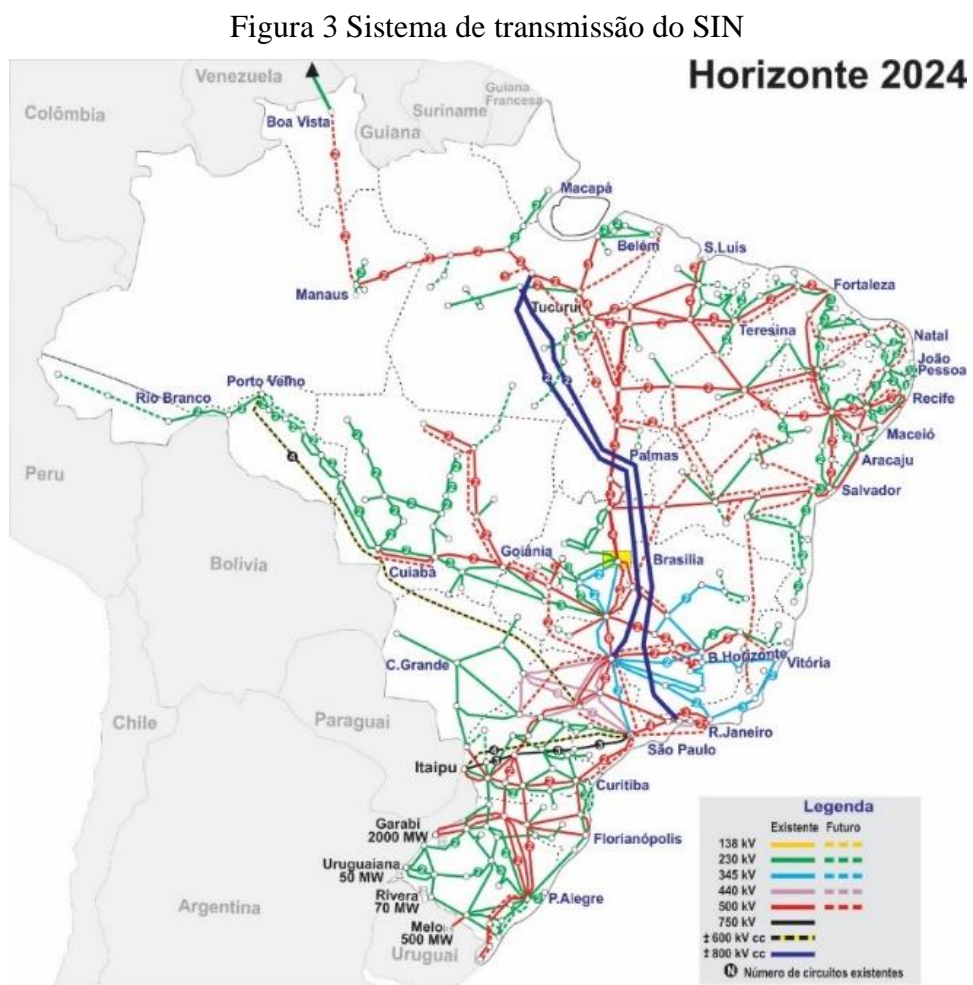 Figura 3 Sistema de transmissão do SIN
Horizonte 2024
Venezuela
Guiana
Francesa
Suriname
Colômbia
Boa Vista
Guiana
Macapá
Belém
S.Luis
Manaus
Fortaleza
Tucuruí
Teresina
Natal
João
Pessoa
Porto Velho
Rio Branco
Recife
Maceió
Palmas
Aracaju
Peru
Salvador
Goiânia
Brasilia
Bolivia
Cuiabá
C.Grande
B.Horizonte
Vitória
Chile
Paraguai
R.Janeiro
São Paulo
Itaipu
Curitiba
Garabi
2000 MW
Florianópolis
Uruguaiana
50 MW
Rivera
70 MW
P.Alegre
Argentina
Melo
500 MW
Uruguai
Legenda
Existente Futuro
138 kV
230 kV
345 kV
440 kV
500 kV
750 kV
±600 kV cc
±800 kV cc
N Número de circuitos existentes